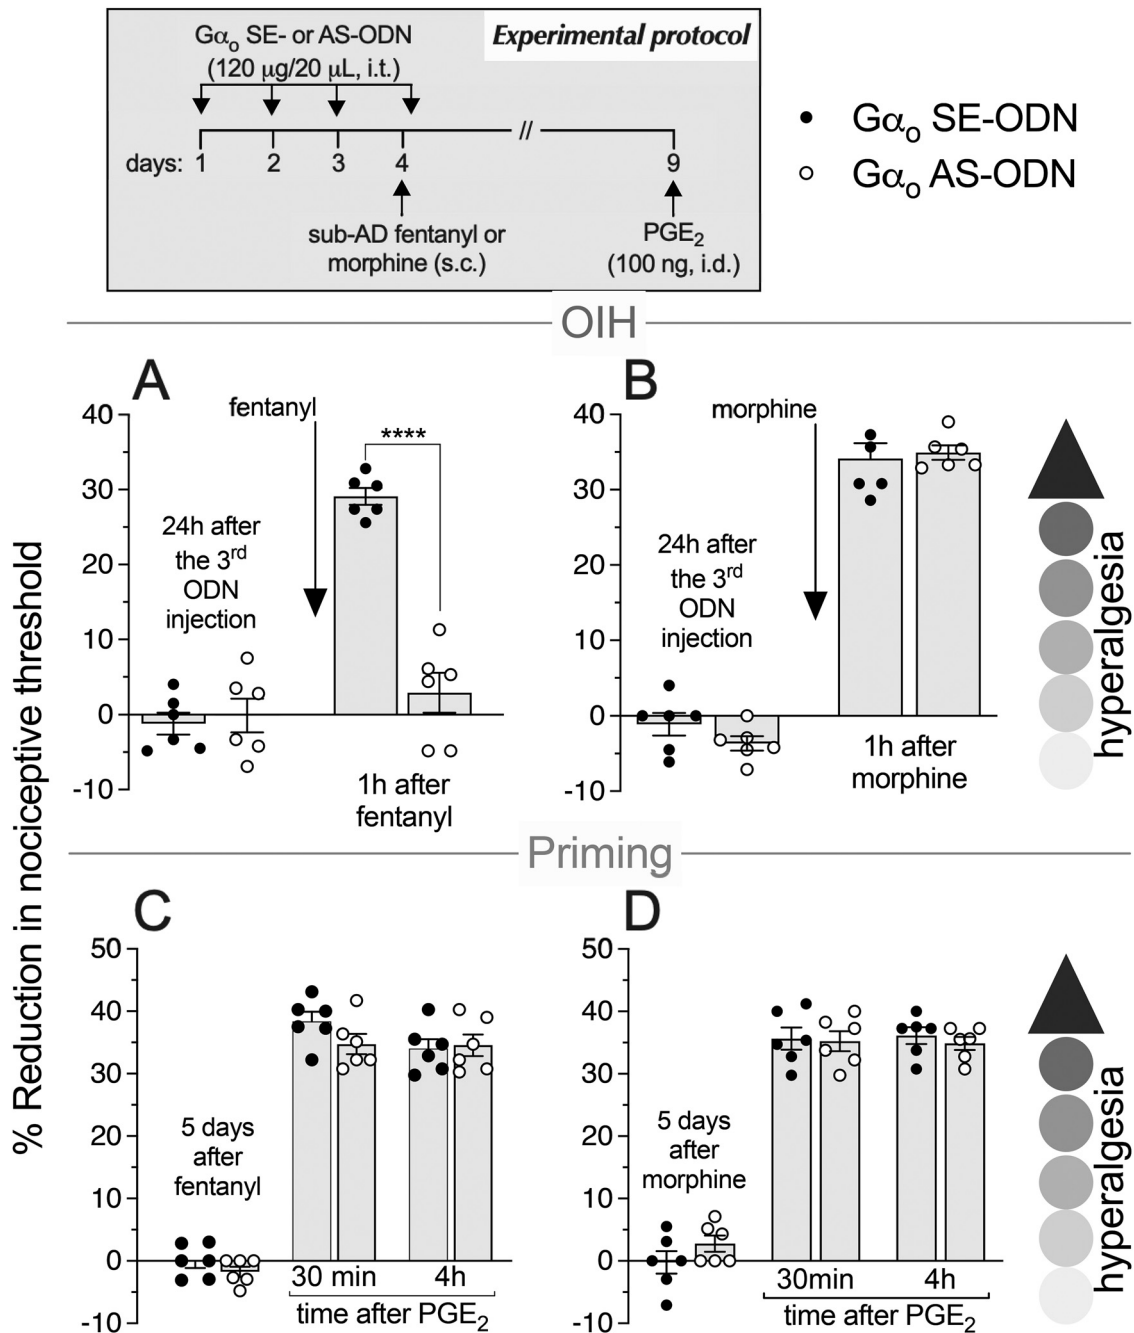 Gαo SE- or AS-ODN
(120 μg/20 μL, i.t.)
Experimental protocol
days: 1 2 3 4 // 9
sub-AD fentanyl or
morphine (s.c.)
PGE2
(100 ng, i.d.)
Gαo SE-ODN
Gαo AS-ODN
OIH
% Reduction in nociceptive threshold
A
40
30
20
10
0
-10
fentanyl
****
24h after
the 3rd
ODN
injection
1h after
fentanyl
B
40
30
20
10
0
-10
morphine
24h after
the 3rd
ODN
injection
1h after
morphine
hyperalgesia
Priming
C
50
40
30
20
10
0
-10
5 days
after
fentanyl
30 min 4h
time after PGE2
D
50
40
30
20
10
0
-10
5 days
after
morphine
30min 4h
time after PGE2
hyperalgesia